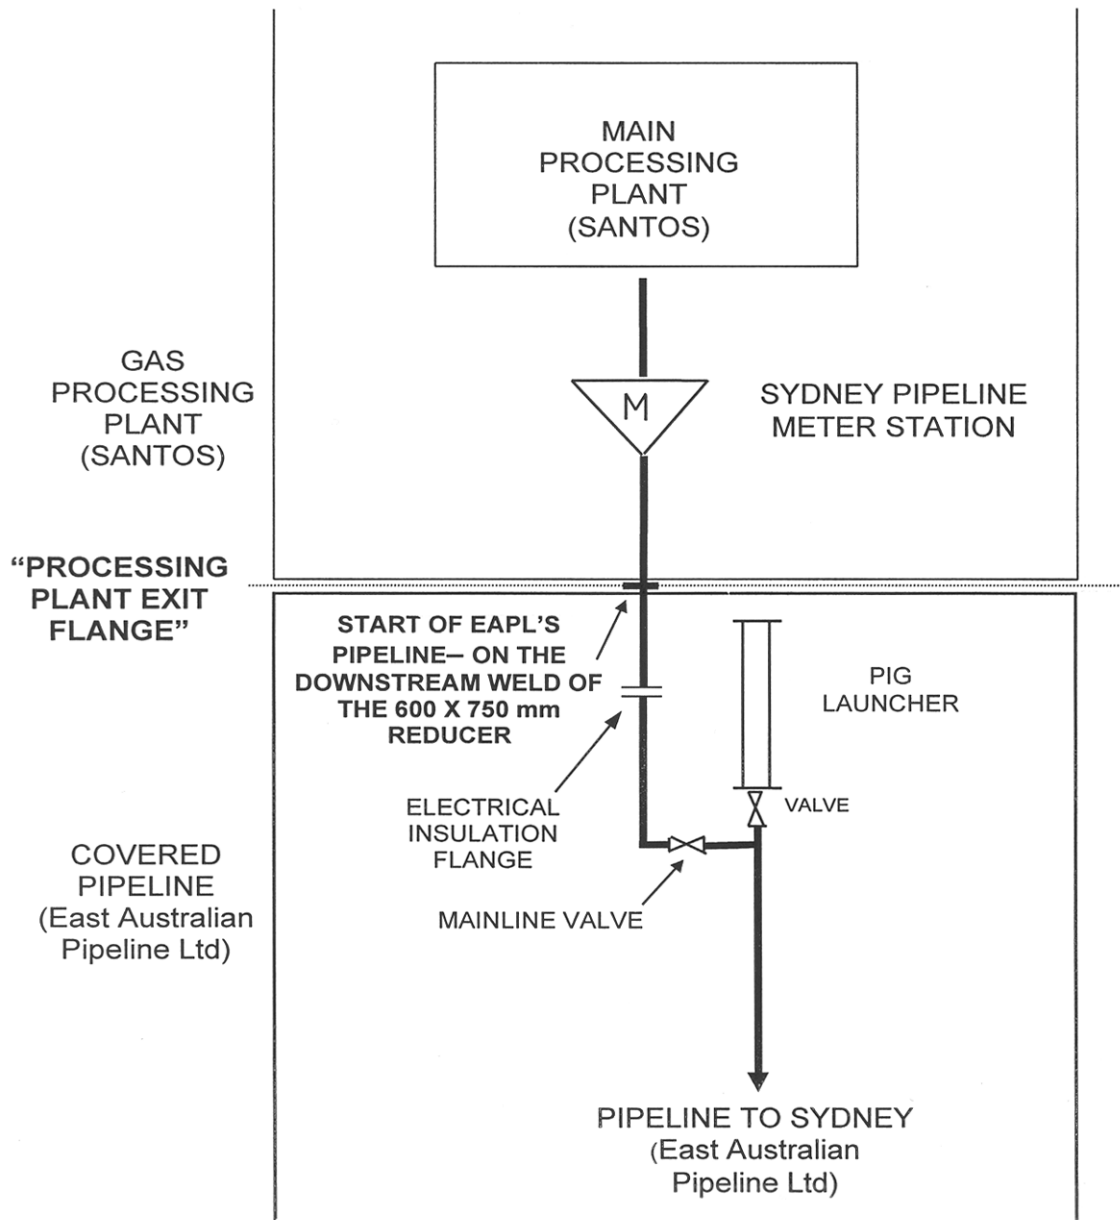 MAIN
PROCESSING
PLANT
(SANTOS)
GAS
PROCESSING
PLANT
(SANTOS)
M
SYDNEY PIPELINE
METER STATION
“PROCESSING
PLANT EXIT
FLANGE”
START OF EAPL’S
PIPELINE– ON THE
DOWNSTREAM WELD OF
THE 600 X 750 mm
REDUCER
PIG
LAUNCHER
ELECTRICAL
INSULATION
FLANGE
VALVE
MAINLINE VALVE
COVERED
PIPELINE
(East Australian
Pipeline Ltd)
PIPELINE TO SYDNEY
(East Australian
Pipeline Ltd)